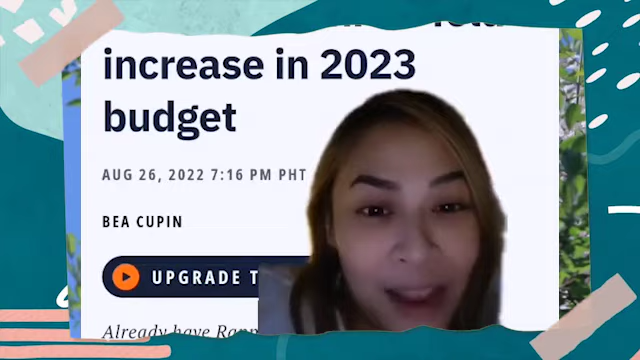 increase in 2023
budget
AUG 26, 2022 7:16 PM PHT
BEA CUPIN
UPGRADE
Already have